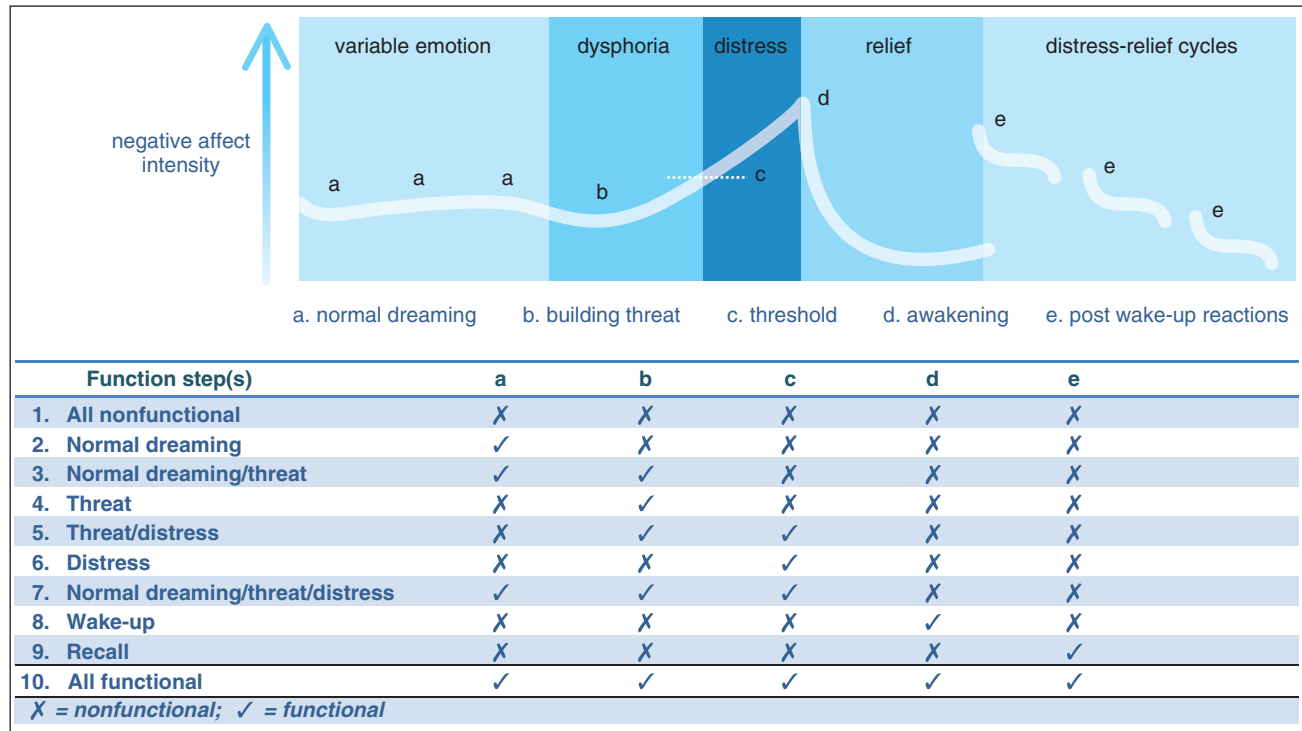 variable emotion dysphoria distress relief distress-relief cycles
negative affect
intensity
a a a b c d e e e
a. normal dreaming b. building threat c. threshold d. awakening e. post wake-up reactions
Function step(s) a b c d e
1. All nonfunctional ✗ ✗ ✗ ✗ ✗
2. Normal dreaming ✓ ✗ ✗ ✗ ✗
3. Normal dreaming/threat ✓ ✓ ✗ ✗ ✗
4. Threat ✗ ✓ ✗ ✗ ✗
5. Threat/distress ✗ ✓ ✓ ✗ ✗
6. Distress ✗ ✗ ✓ ✗ ✗
7. Normal dreaming/threat/distress ✓ ✓ ✓ ✗ ✗
8. Wake-up ✗ ✗ ✗ ✓ ✗
9. Recall ✗ ✗ ✗ ✗ ✓
10. All functional ✓ ✓ ✓ ✓ ✓
✗ = nonfunctional; ✓ = functional